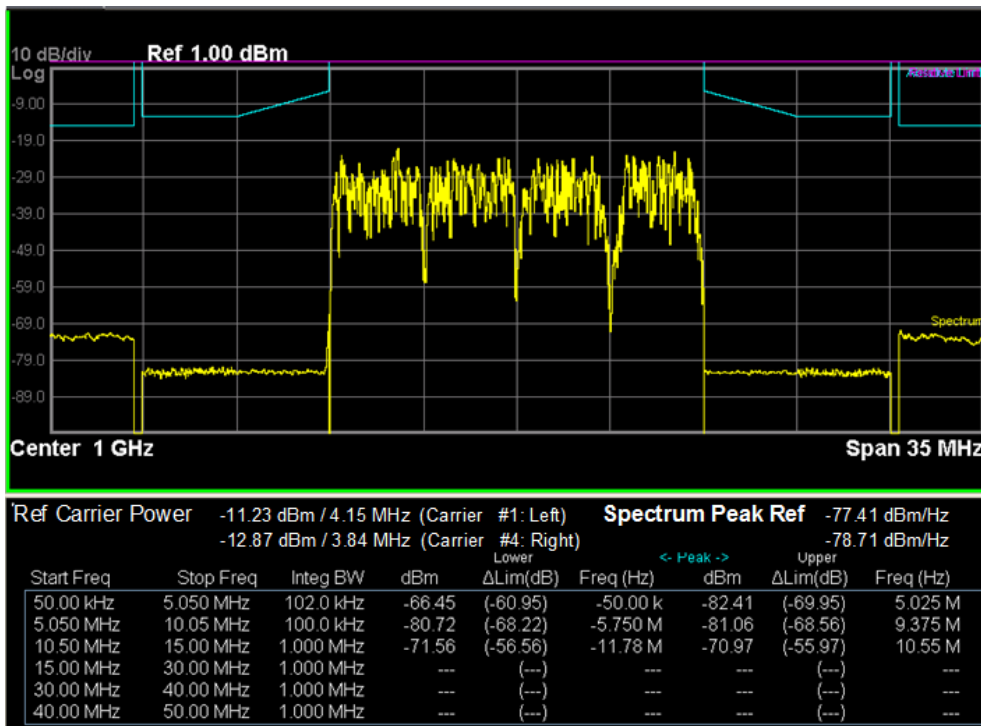 10 dB/div Ref 1.00 dBm
Log
-9.00
-19.0
-29.0
-39.0
-49.0
-59.0
-69.0
Spectrum
-79.0
-89.0
Center 1 GHz Span 35 MHz
Ref Carrier Power -11.23 dBm / 4.15 MHz (Carrier #1: Left) Spectrum Peak Ref -77.41 dBm/Hz
-12.87 dBm / 3.84 MHz (Carrier #4: Right) -78.71 dBm/Hz
Lower <- Peak -> Upper
Start Freq Stop Freq Integ BW dBm ΔLim(dB) Freq (Hz) dBm ΔLim(dB) Freq (Hz)
50.00 kHz 5.050 MHz 102.0 kHz -66.45 (-60.95) -50.00 k -82.41 (-69.95) 5.025 M
5.050 MHz 10.05 MHz 100.0 kHz -80.72 (-68.22) -5.750 M -81.06 (-68.56) 9.375 M
10.50 MHz 15.00 MHz 1.000 MHz -71.56 (-56.56) -11.78 M -70.97 (-55.97) 10.55 M
15.00 MHz 30.00 MHz 1.000 MHz --- (---) --- --- (---) ---
30.00 MHz 40.00 MHz 1.000 MHz --- (---) --- --- (---) ---
40.00 MHz 50.00 MHz 1.000 MHz --- (---) --- --- (---) ---